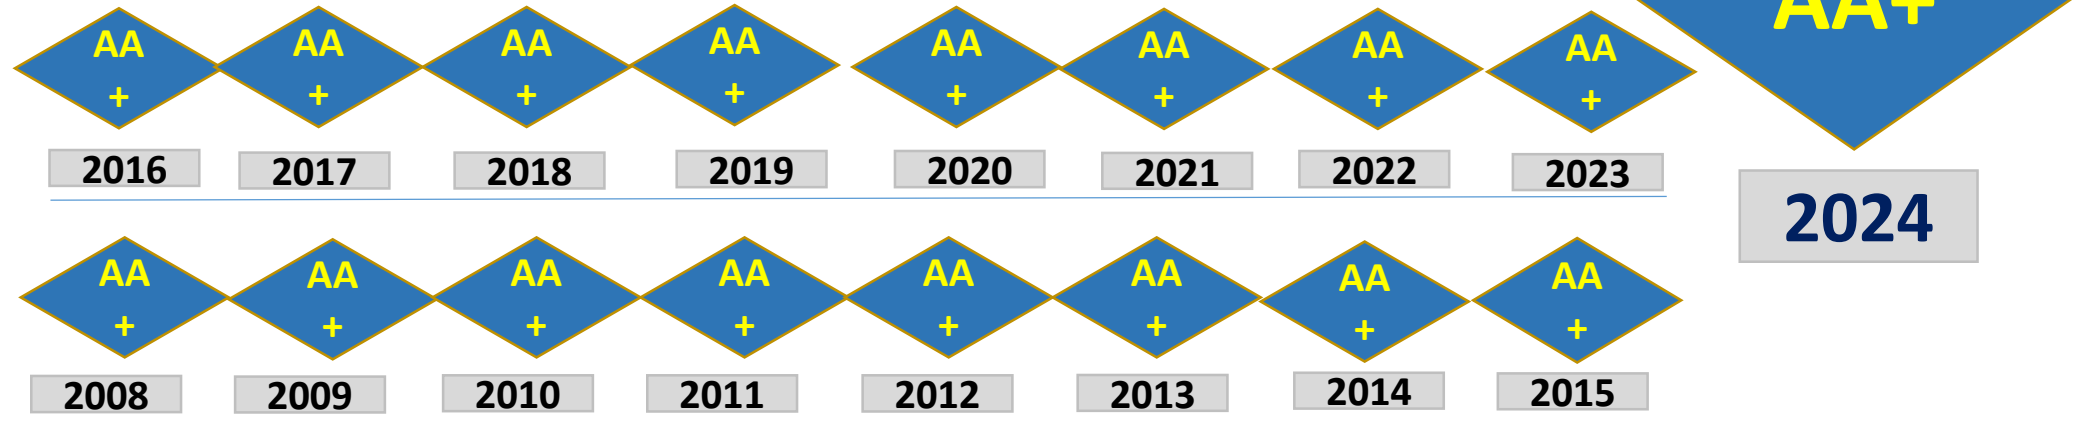 AA AA AA AA AA AA AA AA AA+
+ + + + + + + +
2016 2017 2018 2019 2020 2021 2022 2023
2024
AA AA AA AA AA AA AA AA
+ + + + + + + +
2008 2009 2010 2011 2012 2013 2014 2015